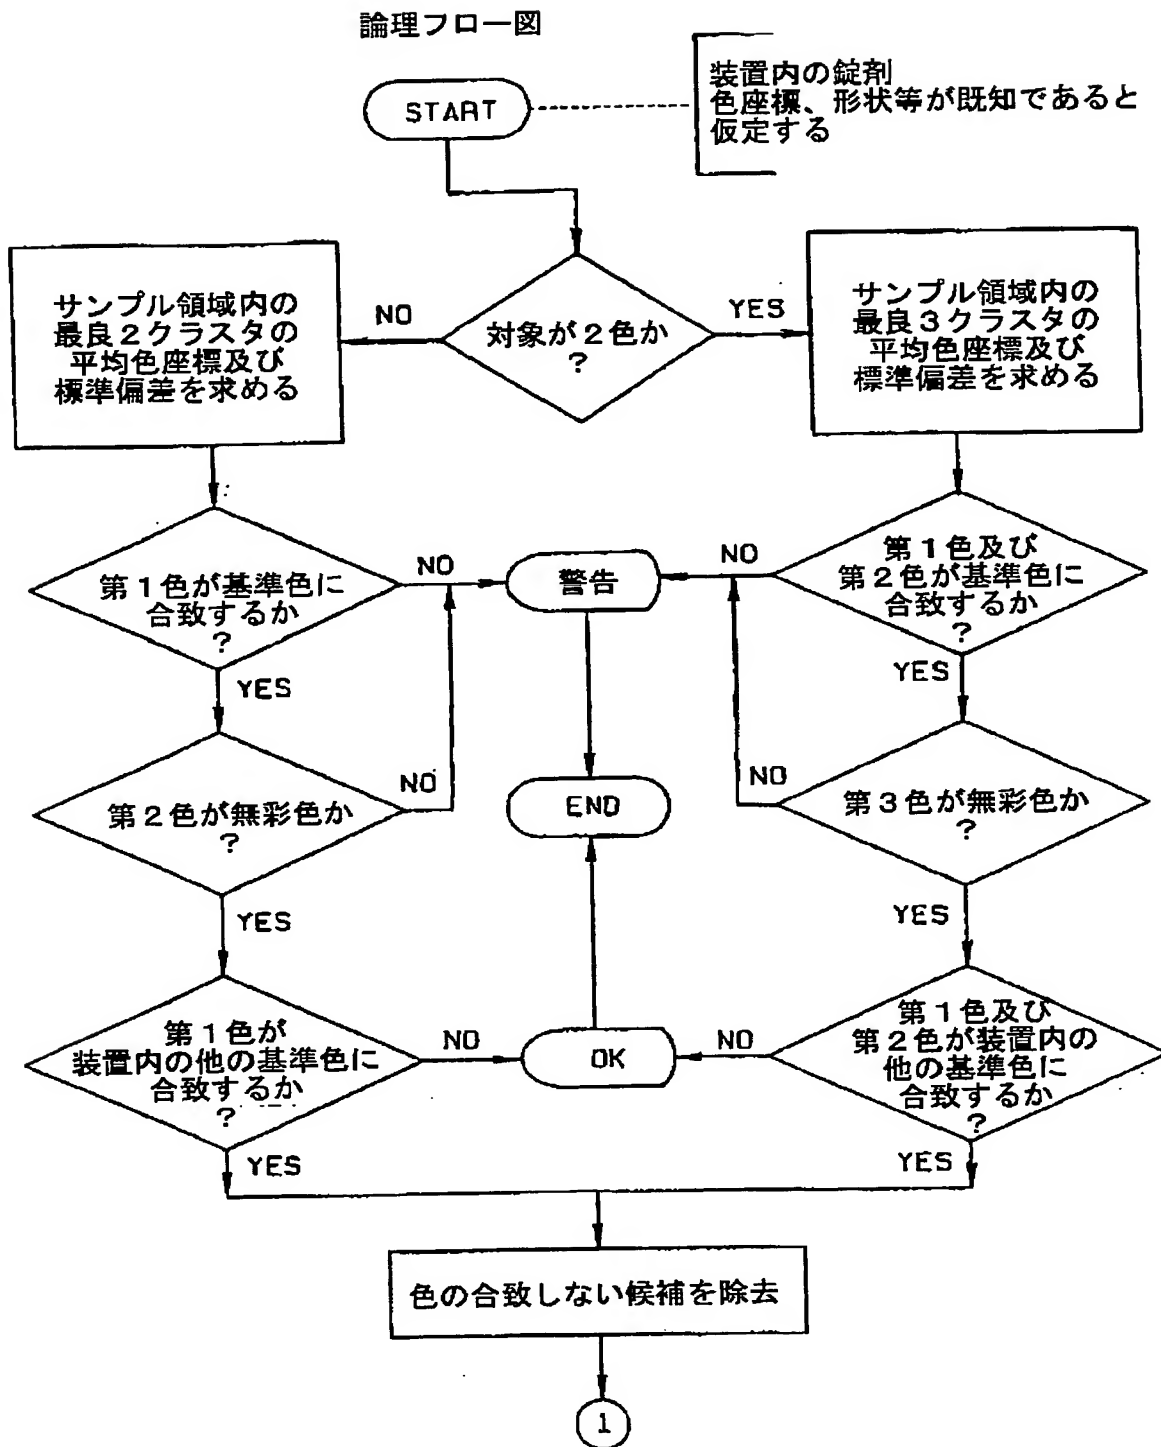 論理フロー図
START
装置内の錠剤
色座標、形状等が既知であると
仮定する
対象が2色か
?
NO
YES
サンプル領域内の
最良2クラスタの
平均色座標及び
標準偏差を求める
サンプル領域内の
最良3クラスタの
平均色座標及び
標準偏差を求める
第1色が基準色に
合致するか
?
NO
YES
警告
第1色及び
第2色が基準色に
合致するか
?
NO
YES
第2色が無彩色か
?
NO
YES
END
第3色が無彩色か
?
NO
YES
第1色が
装置内の他の基準色に
合致するか
?
NO
YES
OK
第1色及び
第2色が装置内の
他の基準色に
合致するか
?
NO
YES
色の合致しない候補を除去
1